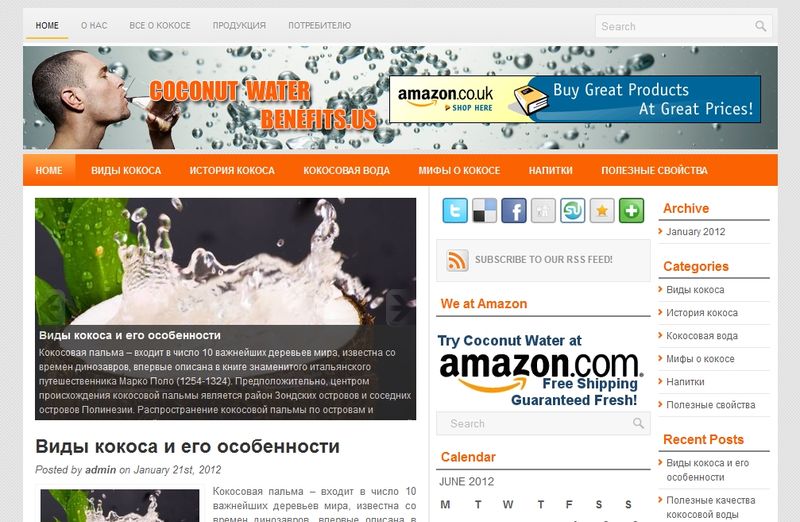 HOME О НАС ВСЕ О КОКОСЕ ПРОДУКЦИЯ ПОТРЕБИТЕЛЮ Search
COCONUT WATER
BENEFITS.US
amazon.co.uk
SHOP HERE
Buy Great Products
At Great Prices!
HOME ВИДЫ КОКОСА ИСТОРИЯ КОКОСА КОКОСОВАЯ ВОДА МИФЫ О КОКОСЕ НАПИТКИ ПОЛЕЗНЫЕ СВОЙСТВА
Виды кокоса и его особенности
Кокосовая пальма – входит в число 10 важнейших деревьев мира, известна со
времен динозавров, впервые описана в книге знаменитого итальянского
путешественника Марко Поло (1254-1324). Предположительно, центром
происхождения кокосовой пальмы является район Зондских островов и соседних
островов Полинезии. Распространение кокосовой пальмы по островам и
Виды кокоса и его особенности
Posted by admin on January 21st, 2012
Кокосовая пальма – входит в число 10
важнейших деревьев мира, известна со
времен динозавров, впервые описана в
SUBSCRIBE TO OUR RSS FEED!
We at Amazon
Try Coconut Water at
amazon.com
Free Shipping
Guaranteed Fresh!
Search
Calendar
JUNE 2012
M T W T F S S
Archive
January 2012
Categories
Виды кокоса
История кокоса
Кокосовая вода
Мифы о кокосе
Напитки
Полезные свойства
Recent Posts
Виды кокоса и его
особенности
Полезные качества
кокосовой воды